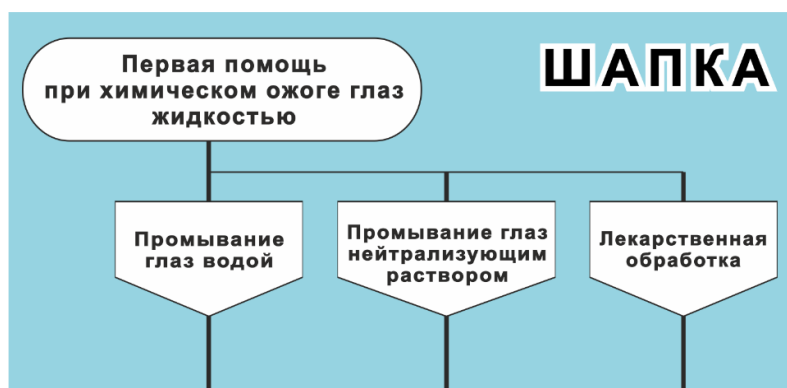 Первая помощь
при химическом ожоге глаз
жидкостью
ШАПКА
Промывание
глаз водой
Промывание глаз
нейтрализующим
раствором
Лекарственная
обработка